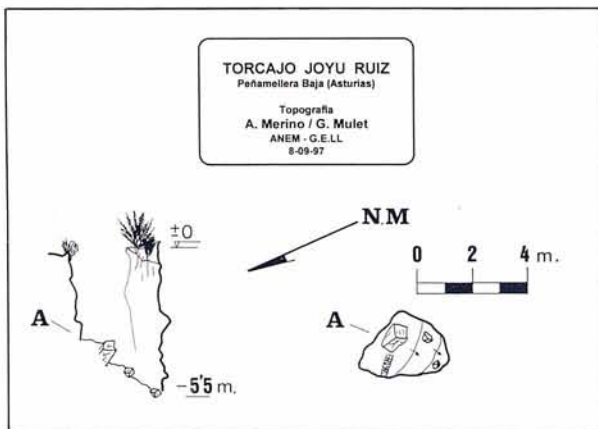 TORCAJO JOYU RUIZ
Peñamellera Baja (Asturias)
Topografía
A. Merino / G. Mulet
ANEM - G.E.LL
8-09-97
±0
N.M
0 2 4 m.
A
A
-5'5 m.